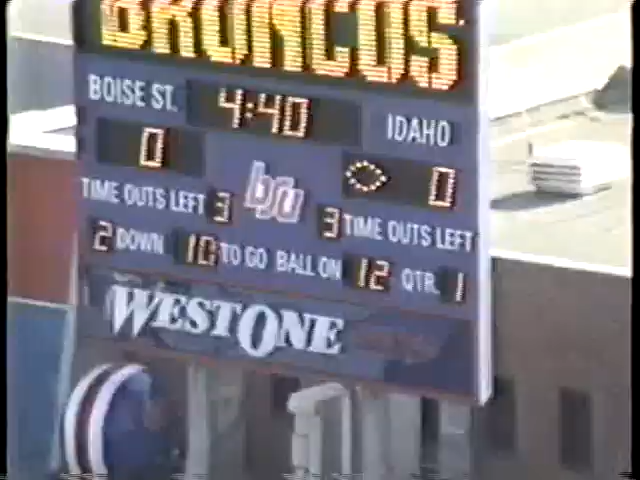 BRONCOS
BOISE ST. 4:40 IDAHO
0 bsu 0
TIME OUTS LEFT 3 3 TIME OUTS LEFT
2 DOWN 10 TO GO BALL ON 12 QTR. 1
WESTONE